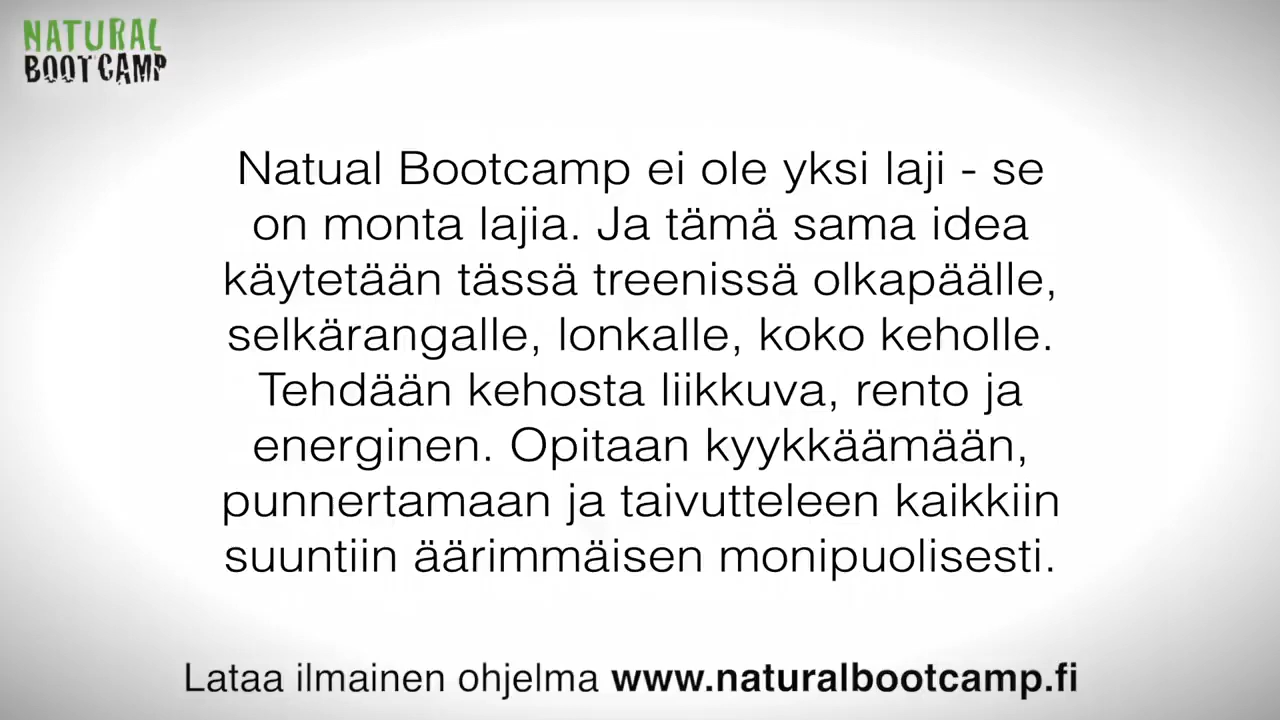 NATURAL
BOOT CAMP
Natual Bootcamp ei ole yksi laji - se
on monta lajia. Ja tämä sama idea
käytetään tässä treenissä olkapäälle,
selkärangalle, lonkalle, koko keholle.
Tehdään kehosta liikkuva, rento ja
energinen. Opitaan kyykkäämään,
punnertamaan ja taivutteleen kaikkiin
suuntiin äärimmäisen monipuolisesti.
Lataa ilmainen ohjelma www.naturalbootcamp.fi